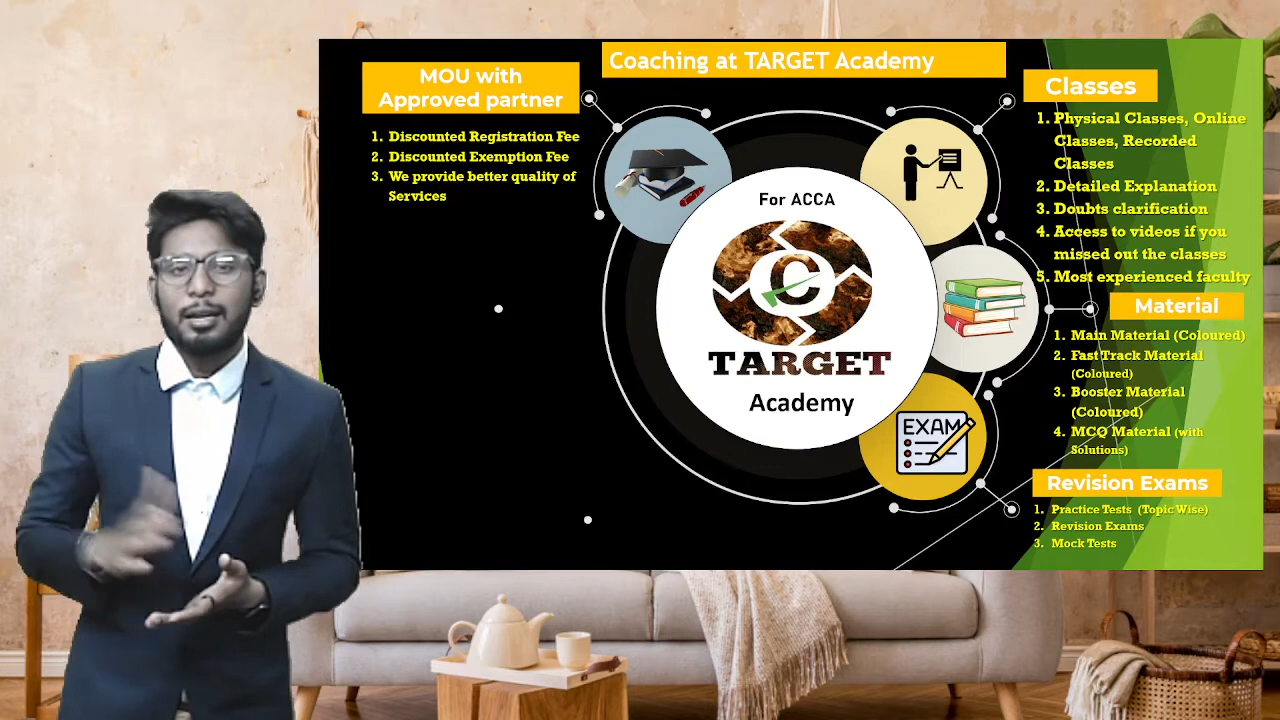 Coaching at TARGET Academy
MOU with
Approved partner
1. Discounted Registration Fee
2. Discounted Exemption Fee
3. We provide better quality of
Services
For ACCA
C
TARGET
Academy
EXAM
Classes
1. Physical Classes, Online
Classes, Recorded
Classes
2. Detailed Explanation
3. Doubts clarification
4. Access to videos if you
missed out the classes
5. Most experienced faculty
Material
1. Main Material (Coloured)
2. Fast Track Material
(Coloured)
3. Booster Material
(Coloured)
4. MCQ Material (with
Solutions)
Revision Exams
1. Practice Tests (Topic Wise)
2. Revision Exams
3. Mock Tests